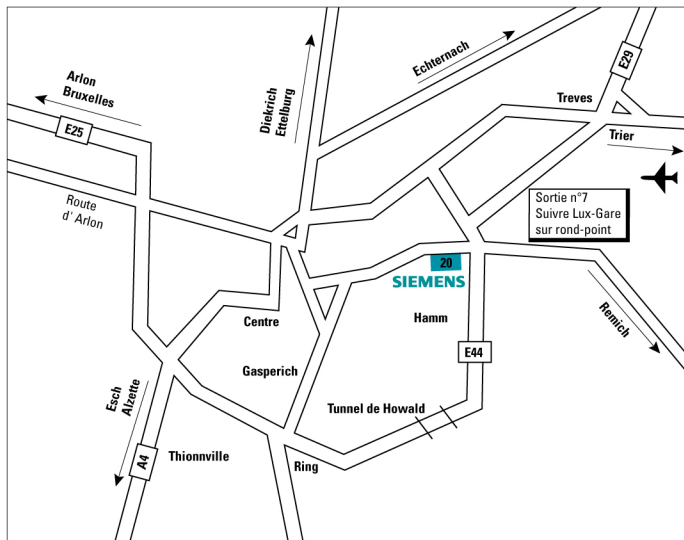 E29
Echternach
Arlon
Bruxelles
Diekrich
Ettelburg
Treves
E25
Trier
Route
d' Arlon
Sortie n°7
Suivre Lux-Gare
sur rond-point
20
SIEMENS
Centre
Hamm
Remich
E44
Gasperich
Esch
Alzette
Tunnel de Howald
A4
Thionnville
Ring